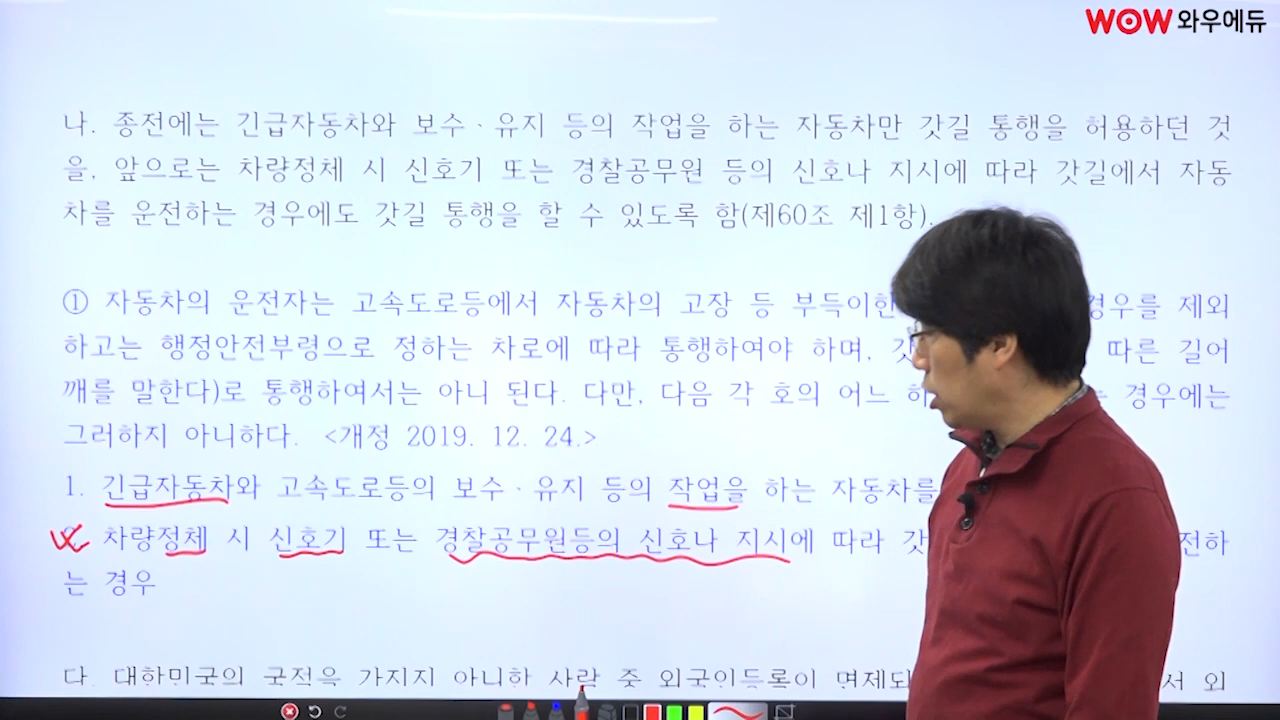 WOW 와우에듀
나. 종전에는 긴급자동차와 보수·유지 등의 작업을 하는 자동차만 갓길 통행을 허용하던 것
을, 앞으로는 차량정체 시 신호기 또는 경찰공무원 등의 신호나 지시에 따라 갓길에서 자동
차를 운전하는 경우에도 갓길 통행을 할 수 있도록 함(제60조 제1항).
① 자동차의 운전자는 고속도로등에서 자동차의 고장 등 부득이한 경우를 제외
하고는 행정안전부령으로 정하는 차로에 따라 통행하여야 하며, 따른 길어
깨를 말한다)로 통행하여서는 아니 된다. 다만, 다음 각 호의 어느 경우에는
그러하지 아니하다. <개정 2019. 12. 24.>
1. 긴급자동차와 고속도로등의 보수·유지 등의 작업을 하는 자동차를
차량정체 시 신호기 또는 경찰공무원등의 신호나 지시에 따라
는 경우
다. 대한민국의 국적을 가지지 아니한 사람 중 외국인등록이 외